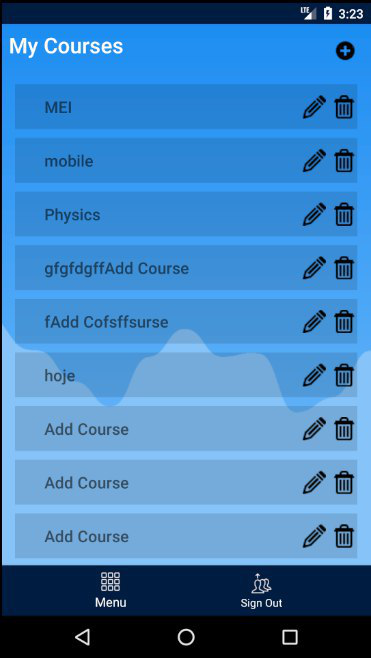 LTE 3:23
My Courses
MEI
mobile
Physics
gfgfdgffAdd Course
fAdd Cofsffsurse
hoje
Add Course
Add Course
Add Course
Menu Sign Out